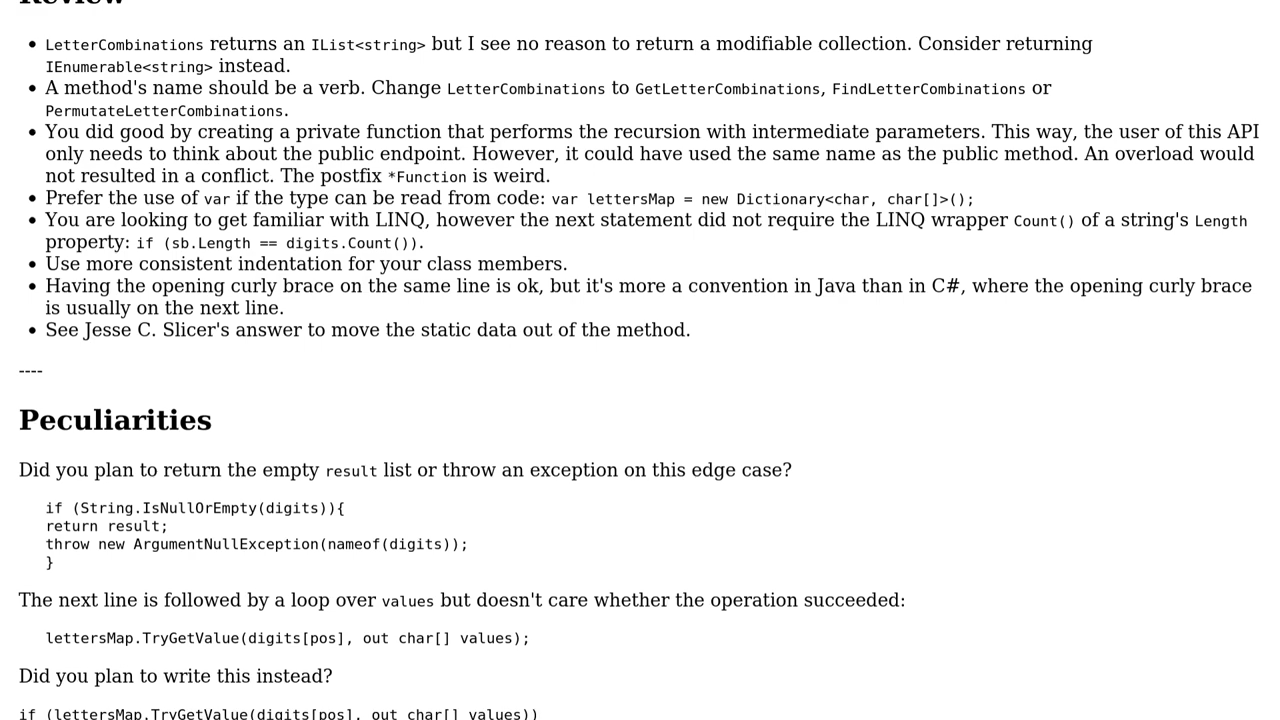 Review
• LetterCombinations returns an IList<string> but I see no reason to return a modifiable collection. Consider returning
IEnumerable<string> instead.
• A method's name should be a verb. Change LetterCombinations to GetLetterCombinations, FindLetterCombinations or
PermutateLetterCombinations.
• You did good by creating a private function that performs the recursion with intermediate parameters. This way, the user of this API
only needs to think about the public endpoint. However, it could have used the same name as the public method. An overload would
not resulted in a conflict. The postfix *Function is weird.
• Prefer the use of var if the type can be read from code: var lettersMap = new Dictionary<char, char[]>();
• You are looking to get familiar with LINQ, however the next statement did not require the LINQ wrapper Count() of a string's Length
property: if (sb.Length == digits.Count()).
• Use more consistent indentation for your class members.
• Having the opening curly brace on the same line is ok, but it's more a convention in Java than in C#, where the opening curly brace
is usually on the next line.
• See Jesse C. Slicer's answer to move the static data out of the method.
----
Peculiarities
Did you plan to return the empty result list or throw an exception on this edge case?
if (String.IsNullOrEmpty(digits)){
return result;
throw new ArgumentNullException(nameof(digits));
}
The next line is followed by a loop over values but doesn't care whether the operation succeeded:
lettersMap.TryGetValue(digits[pos], out char[] values);
Did you plan to write this instead?
if (lettersMap.TryGetValue(digits[pos], out char[] values))